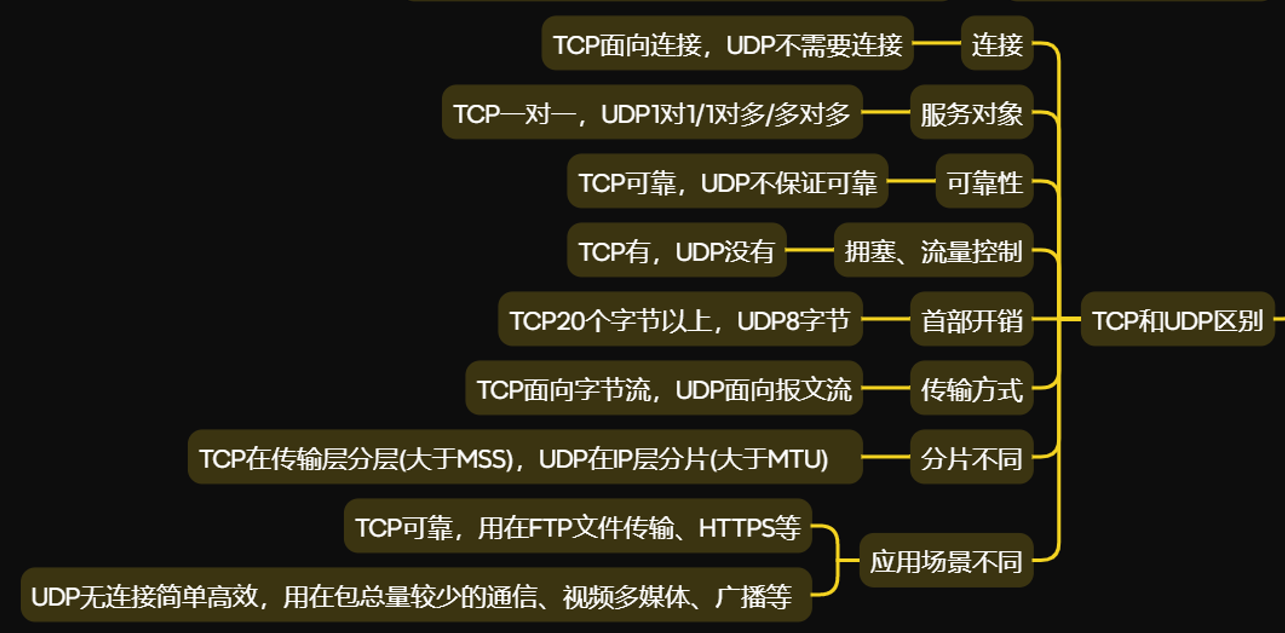 TCP面向连接，UDP不需要连接
连接
TCP一对一，UDP1对1/1对多/多对多
服务对象
TCP可靠，UDP不保证可靠
可靠性
TCP有，UDP没有
拥塞、流量控制
TCP20个字节以上，UDP8字节
首部开销
TCP和UDP区别
TCP面向字节流，UDP面向报文流
传输方式
TCP在传输层分层(大于MSS)，UDP在IP层分片(大于MTU)
分片不同
TCP可靠，用在FTP文件传输、HTTPS等
应用场景不同
UDP无连接简单高效，用在包总量较少的通信、视频多媒体、广播等